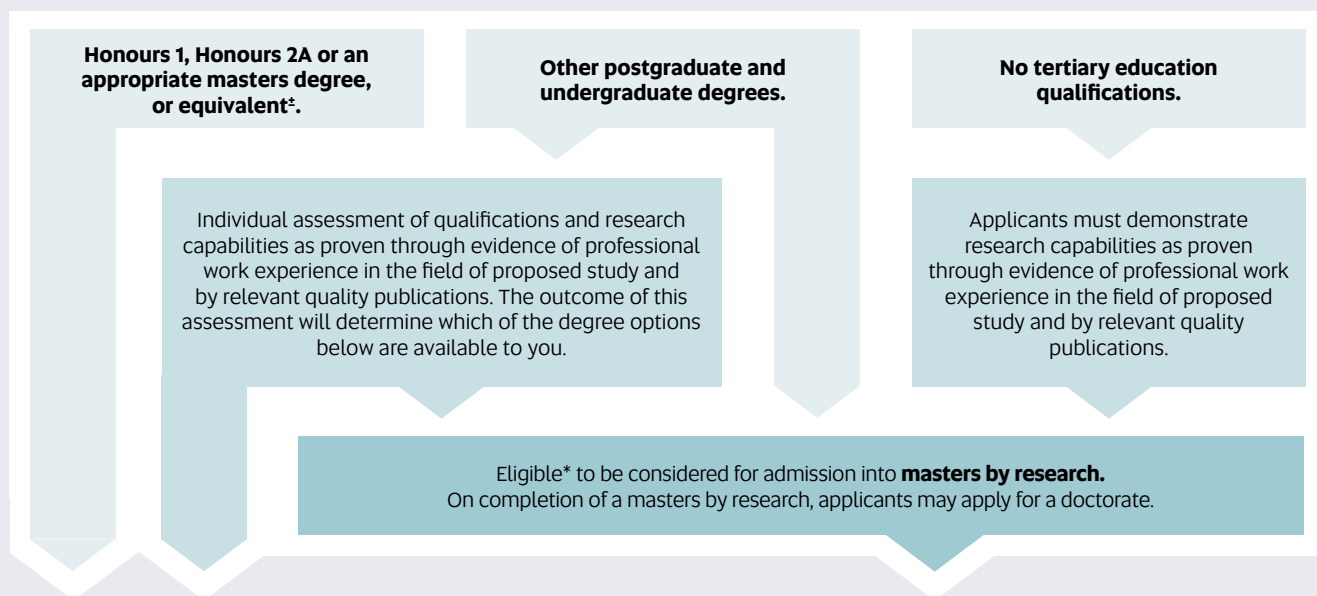 Honours 1, Honours 2A or an
appropriate masters degree,
or equivalent±.
Other postgraduate and
undergraduate degrees.
No tertiary education
qualifications.
Individual assessment of qualifications and research
capabilities as proven through evidence of professional
work experience in the field of proposed study and
by relevant quality publications. The outcome of this
assessment will determine which of the degree options
below are available to you.
Applicants must demonstrate
research capabilities as proven
through evidence of professional work
experience in the field of proposed
study and by relevant quality
publications.
Eligible* to be considered for admission into masters by research.
On completion of a masters by research, applicants may apply for a doctorate.